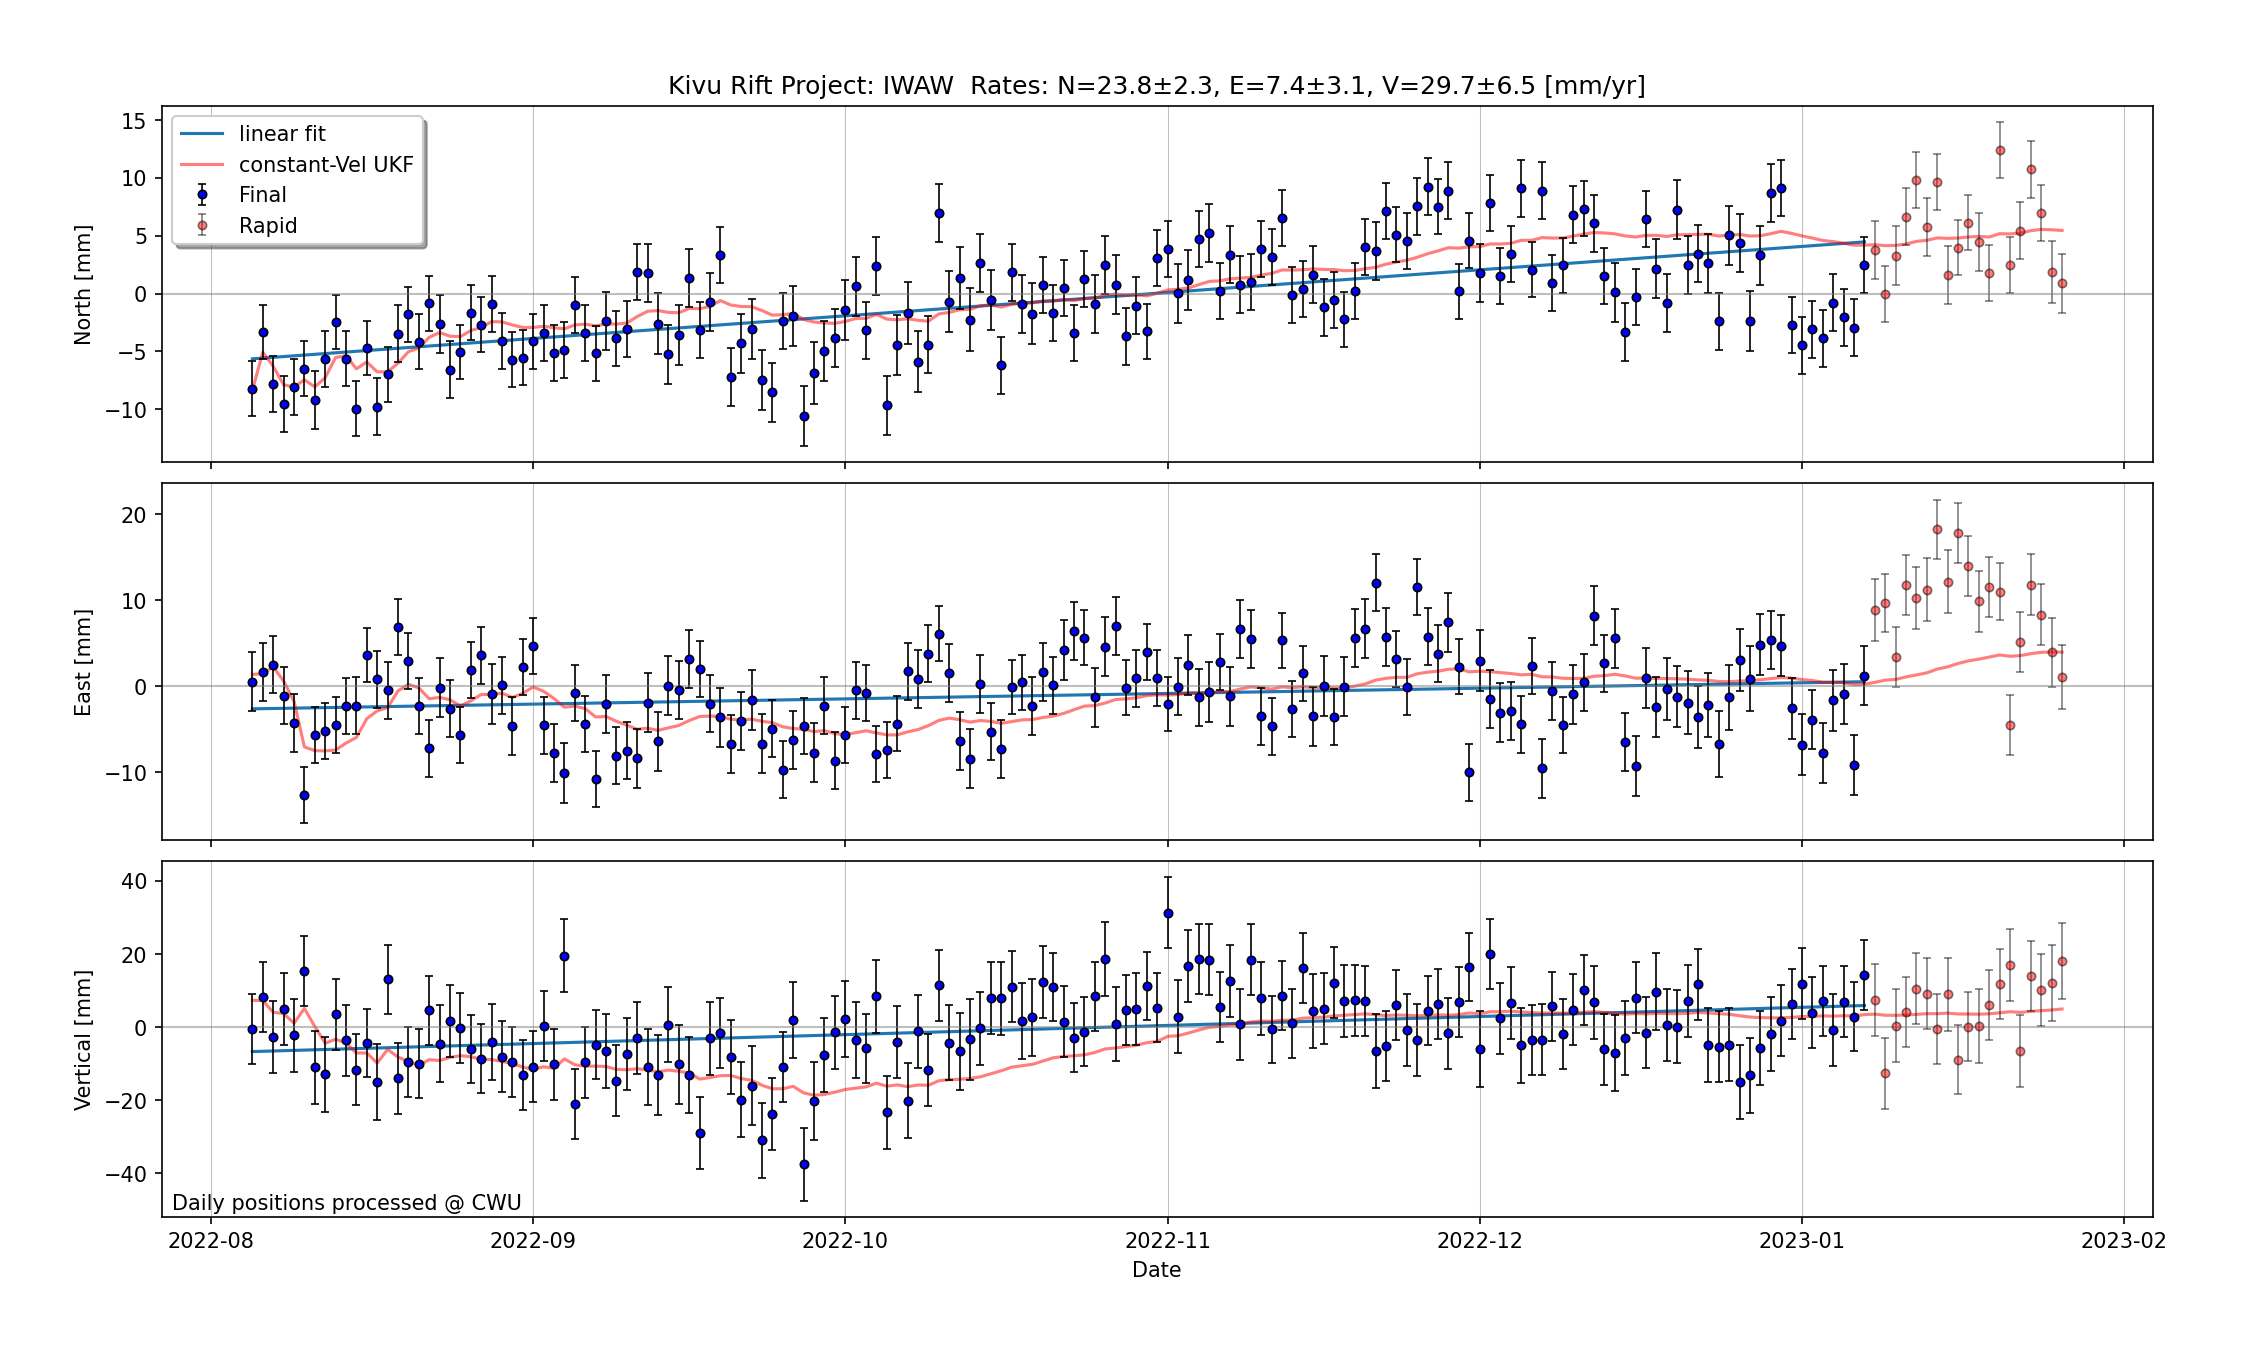 Kivu Rift Project: IWAW  Rates: N=23.8±2.3, E=7.4±3.1, V=29.7±6.5 [mm/yr]
linear fit
constant-Vel UKF
Final
Rapid
North [mm]
15
10
5
0
−5
−10
East [mm]
20
10
0
−10
Vertical [mm]
40
20
0
−20
−40
Daily positions processed @ CWU
2022-08 2022-09 2022-10 2022-11 2022-12 2023-01 2023-02
Date